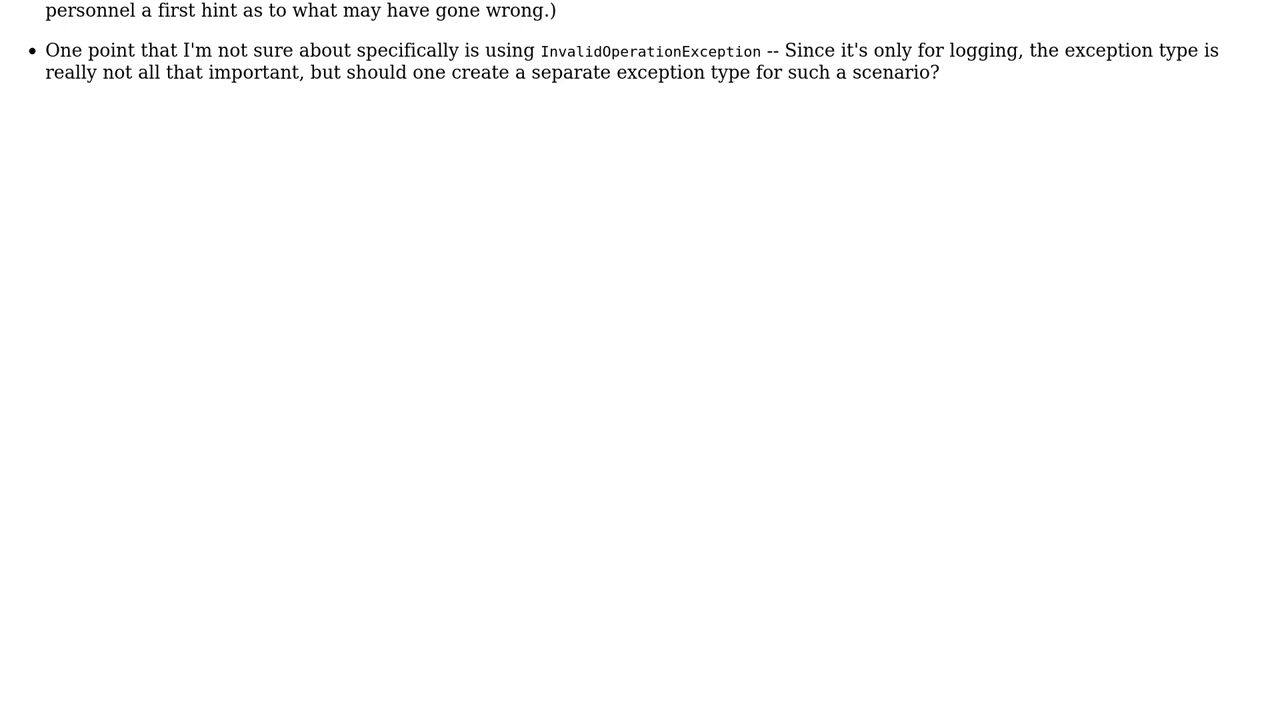 personnel a first hint as to what may have gone wrong.)
• One point that I'm not sure about specifically is using InvalidOperationException -- Since it's only for logging, the exception type is
really not all that important, but should one create a separate exception type for such a scenario?